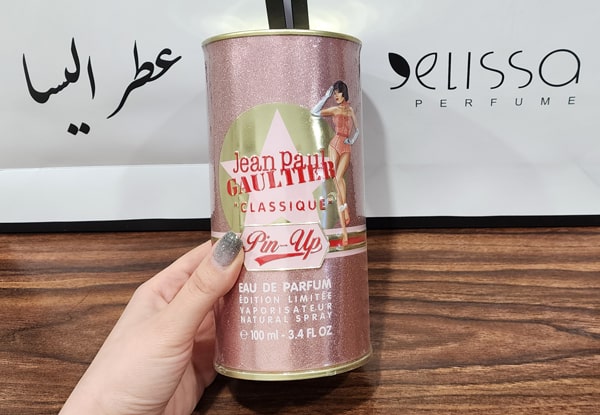 عطر اليسا
elissa
PERFUME
Jean Paul
GAULTIER
"CLASSIQUE"
Pin-Up
EAU DE PARFUM
ÉDITION LIMITÉE
VAPORISATEUR
NATURAL SPRAY
℮ 100 ml - 3.4 FL OZ